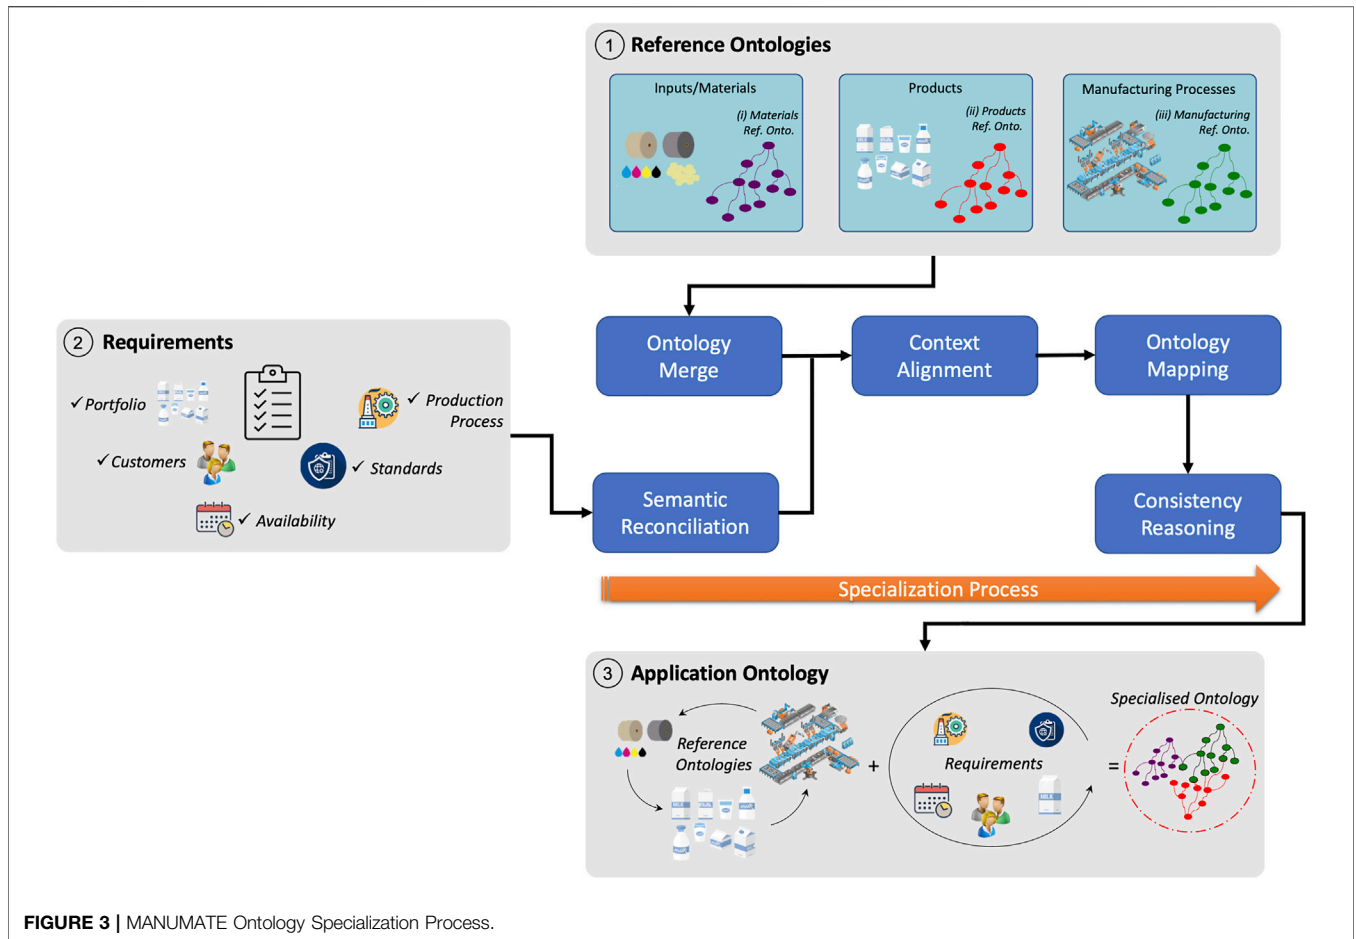 1 Reference Ontologies
Inputs/Materials
(i) Materials
Ref. Onto.
Products
(ii) Products
Ref. Onto.
Manufacturing Processes
(iii) Manufacturing
Ref. Onto.
2 Requirements
✓ Portfolio
✓ Production
Process
✓ Customers
✓ Standards
✓ Availability
Ontology
Merge
Context
Alignment
Ontology
Mapping
Semantic
Reconciliation
Consistency
Reasoning
Specialization Process
3 Application Ontology
Reference
Ontologies
+
Requirements
=
Specialised Ontology
FIGURE 3 | MANUMATE Ontology Specialization Process.